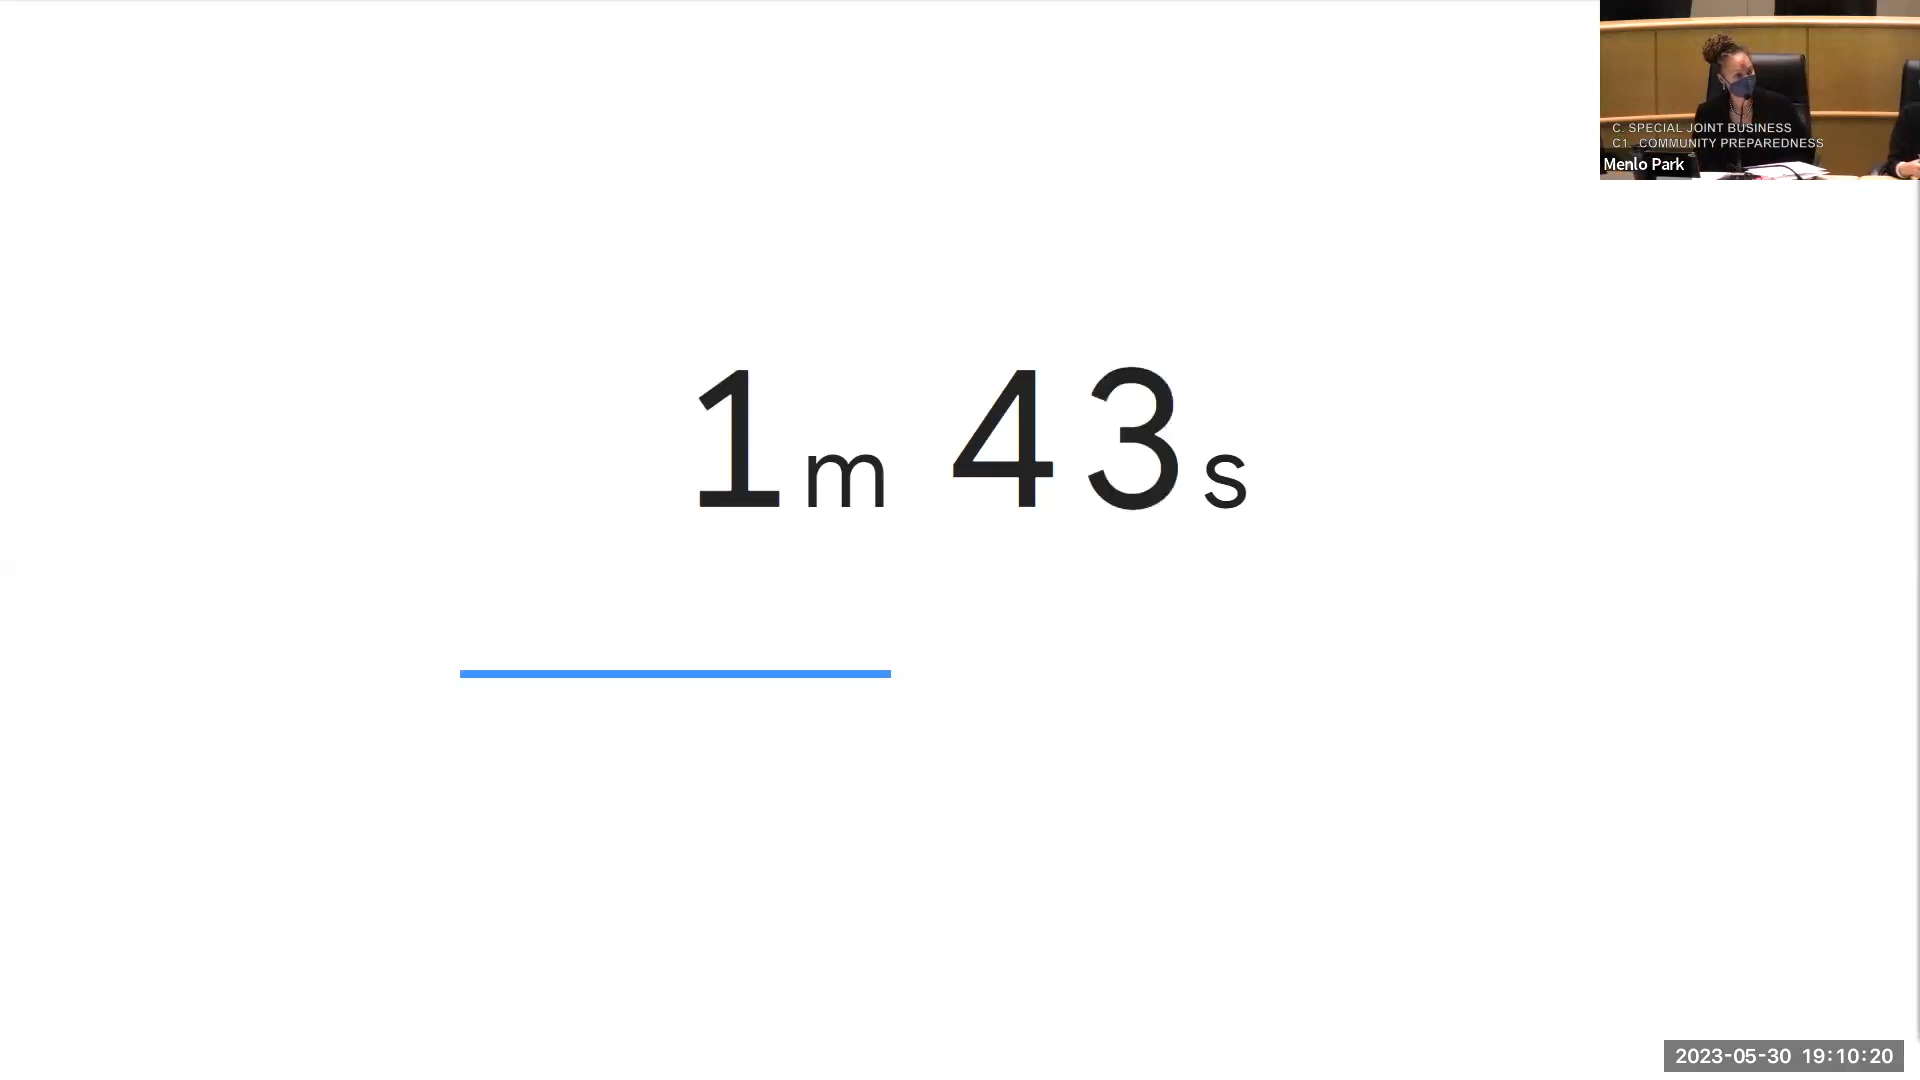 C. SPECIAL JOINT BUSINESS
C1. COMMUNITY PREPAREDNESS
Menlo Park
1m 43s
2023-05-30 19:10:20